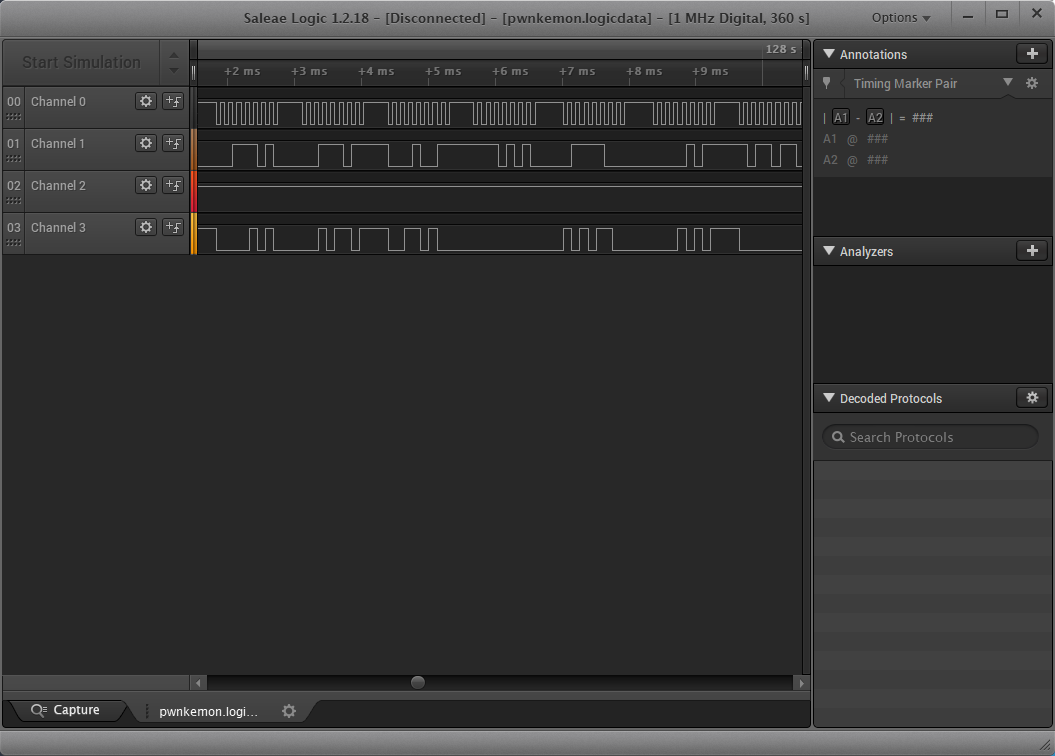 Saleae Logic 1.2.18 - [Disconnected] - [pwnkemon.logicdata] - [1 MHz Digital, 360 s]
Options
Start Simulation
128 s
+2 ms +3 ms +4 ms +5 ms +6 ms +7 ms +8 ms +9 ms
00 Channel 0
01 Channel 1
02 Channel 2
03 Channel 3
Annotations
Timing Marker Pair
| A1 - A2 | = ###
A1 @ ###
A2 @ ###
Analyzers
Decoded Protocols
Search Protocols
Capture
pwnkemon.logi...